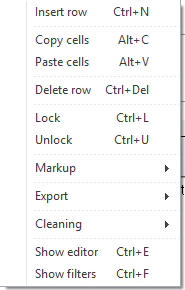 Insert row Ctrl+N
Copy cells Alt+C
Paste cells Alt+V
Delete row Ctrl+Del
Lock Ctrl+L
Unlock Ctrl+U
Markup
Export
Cleaning
Show editor Ctrl+E
Show filters Ctrl+F